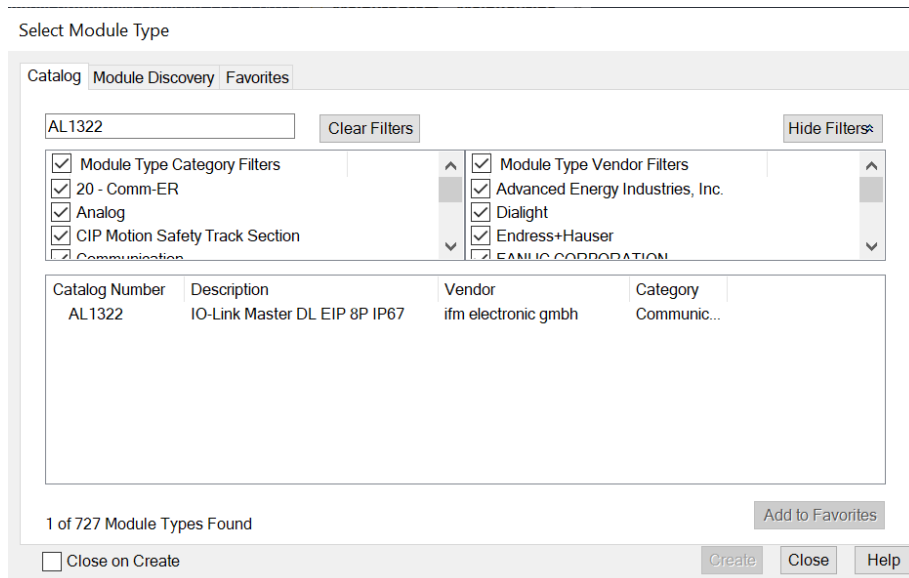 Select Module Type
Catalog Module Discovery Favorites
AL1322 Clear Filters Hide Filters
Module Type Category Filters Module Type Vendor Filters
20 - Comm-ER Advanced Energy Industries, Inc.
Analog Dialight
CIP Motion Safety Track Section Endress+Hauser
Communication FANUC CORPORATION
Catalog Number Description Vendor Category
AL1322 IO-Link Master DL EIP 8P IP67 ifm electronic gmbh Communic...
1 of 727 Module Types Found Add to Favorites
Close on Create Create Close Help